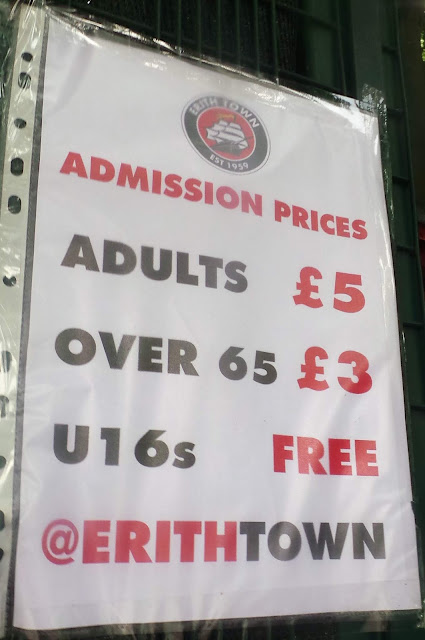 ERITH TOWN
EST 1959
ADMISSION PRICES
ADULTS £5
OVER 65 £3
U16s FREE
@ERITHTOWN